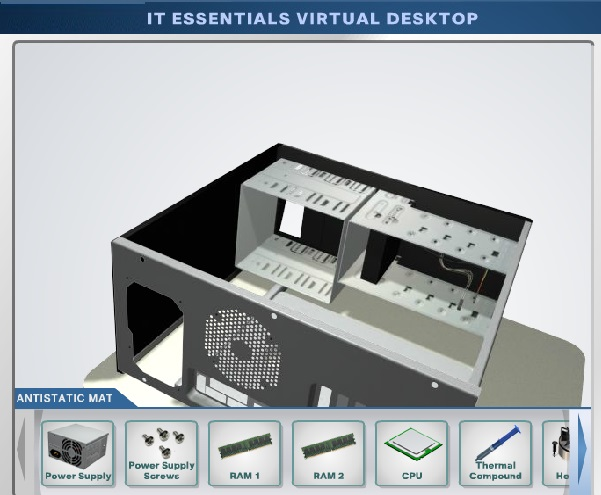 IT ESSENTIALS VIRTUAL DESKTOP
ANTISTATIC MAT
Power Supply
Power Supply
Screws
RAM 1
RAM 2
CPU
Thermal
Compound
He